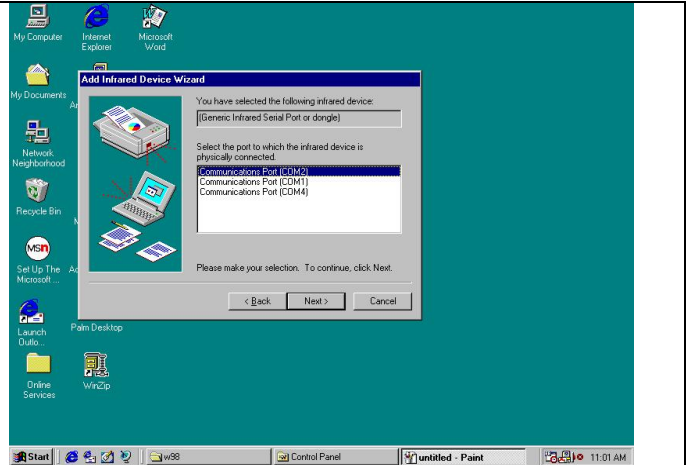 My Computer
Internet
Explorer
Microsoft
Word
My Documents
Network
Neighborhood
Recycle Bin
msn
Set Up The
Microsoft ...
Launch
Outlo...
Palm Desktop
Online
Services
WinZip
Add Infrared Device Wizard
You have selected the following infrared device:
(Generic Infrared Serial Port or dongle)
Select the port to which the infrared device is
physically connected.
Communications Port (COM2)
Communications Port (COM1)
Communications Port (COM4)
Please make your selection. To continue, click Next.
< Back
Next >
Cancel
Start
w98
Control Panel
untitled - Paint
11:01 AM